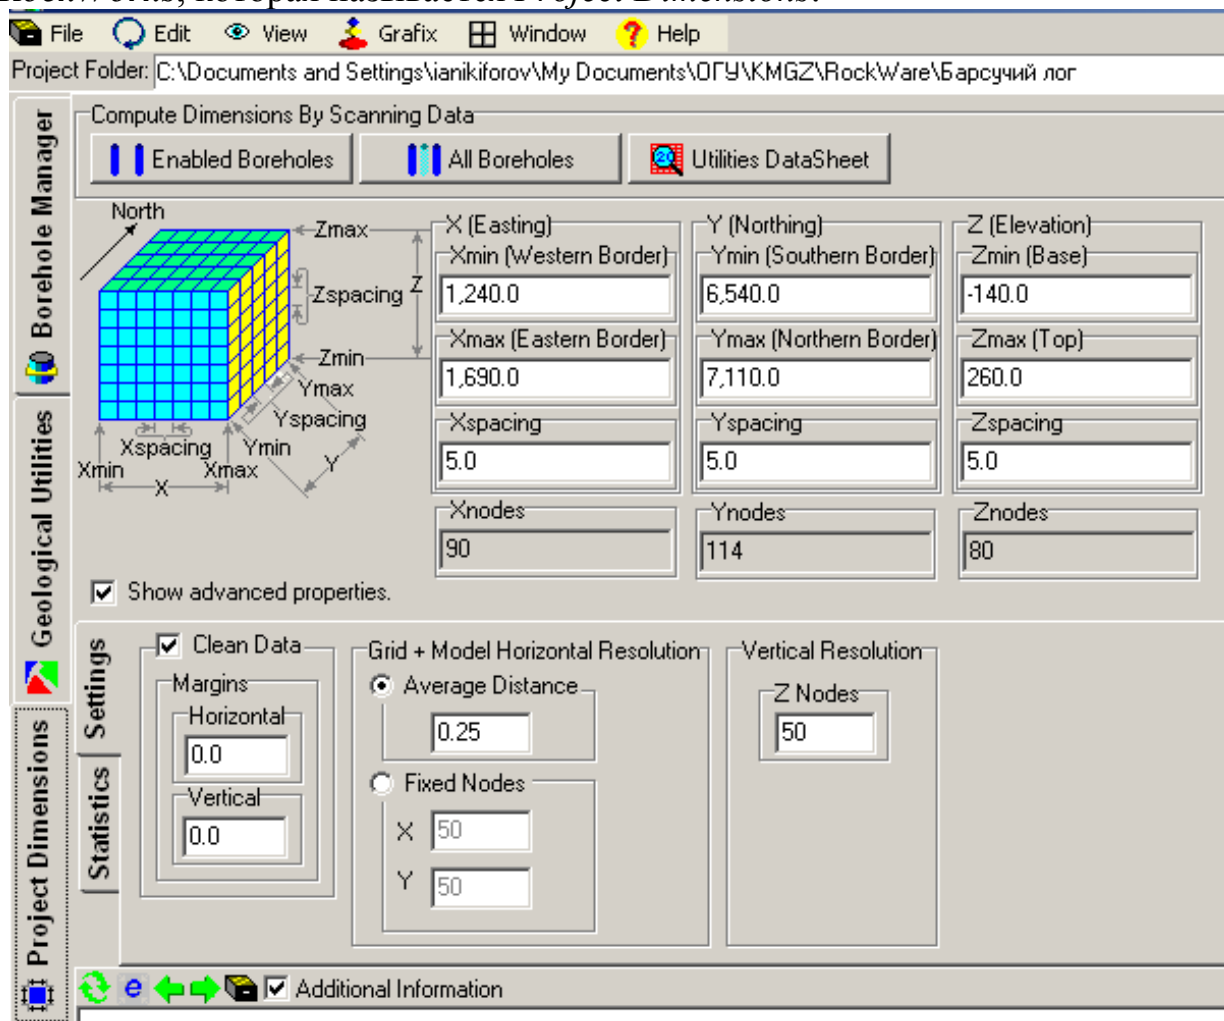 RockWorks, которая называется Project Dimensions.
File Edit View Grafix Window Help
Project Folder: C:\Documents and Settings\ianikiforov\My Documents\ОГУ\KMGZ\RockWare\Барсучий лог
Compute Dimensions By Scanning Data
Enabled Boreholes All Boreholes Utilities DataSheet
Borehole Manager
Geological Utilities
Project Dimensions
North
Zmax
Z
Zspacing
Zmin
Ymax
Yspacing
Xspacing Ymin
Xmin Xmax Y
X
X (Easting) Y (Northing) Z (Elevation)
Xmin (Western Border) Ymin (Southern Border) Zmin (Base)
1,240.0 6,540.0 -140.0
Xmax (Eastern Border) Ymax (Northern Border) Zmax (Top)
1,690.0 7,110.0 260.0
Xspacing Yspacing Zspacing
5.0 5.0 5.0
Xnodes Ynodes Znodes
90 114 80
Show advanced properties.
Settings
Statistics
Clean Data
Margins
Horizontal
0.0
Vertical
0.0
Grid + Model Horizontal Resolution
Average Distance
0.25
Fixed Nodes
X 50
Y 50
Vertical Resolution
Z Nodes
50
Additional Information